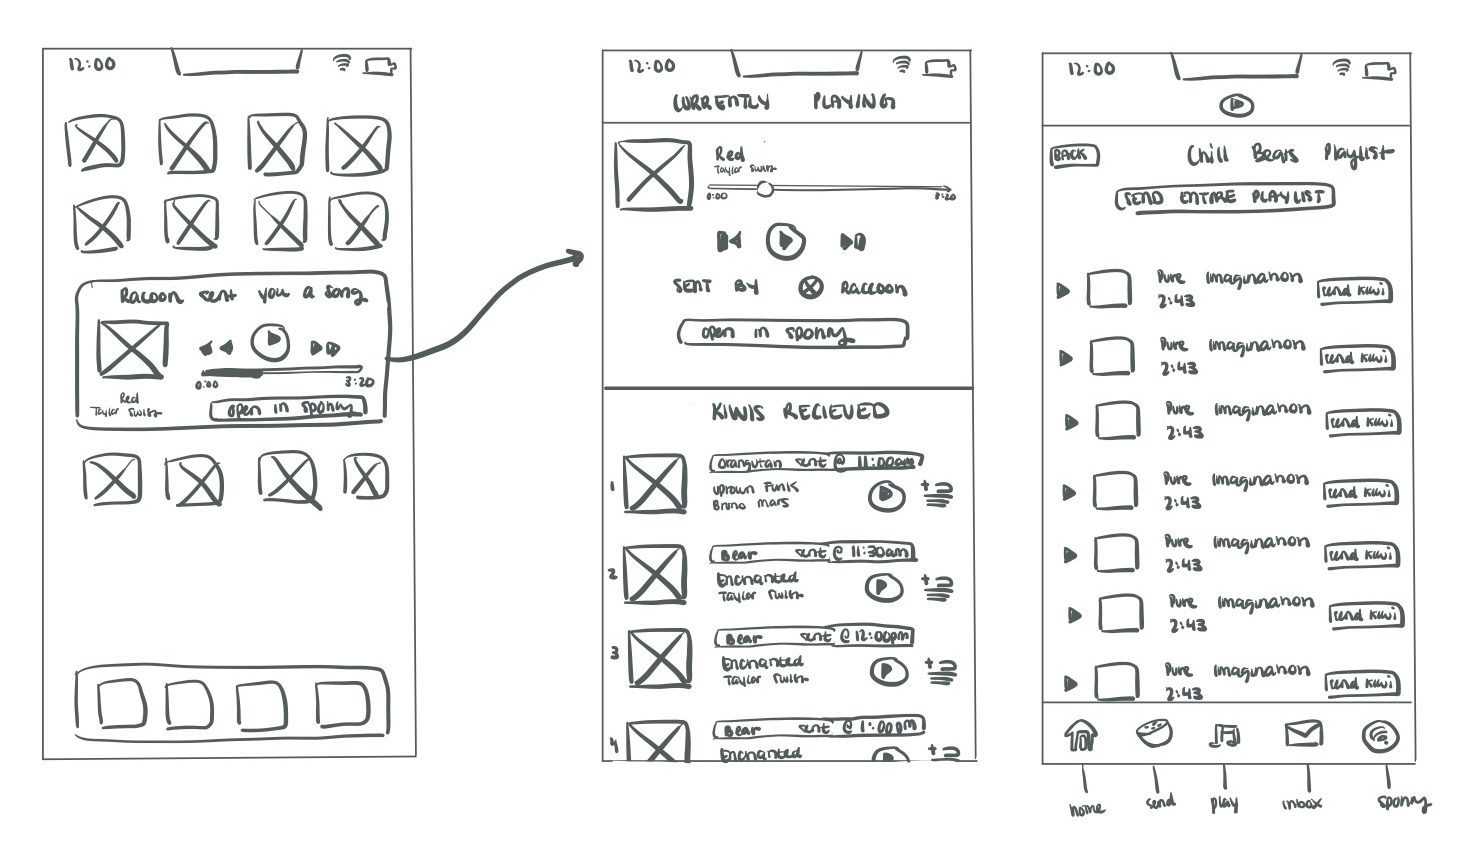 12:00
Racoon sent you a song
0:00
3:20
Red
Taylor Swift
open in spotify
12:00
CURRENTLY PLAYING
Red
Taylor Swift
0:00
3:20
SENT BY RACCOON
open in spotify
KIWIS RECIEVED
1
Orangutan sent @ 11:00am
Uptown Funk
Bruno Mars
2
Bear sent @ 11:30am
Enchanted
Taylor Swift
3
Bear sent @ 12:00pm
Enchanted
Taylor Swift
4
Bear sent @ 1:00pm
Enchanted
12:00
BACK
Chill Bears Playlist
SEND ENTIRE PLAYLIST
Pure Imagination
2:43
send kiwi
Pure Imagination
2:43
send kiwi
Pure Imagination
2:43
send kiwi
Pure Imagination
2:43
send kiwi
Pure Imagination
2:43
send kiwi
Pure Imagination
2:43
send kiwi
Pure Imagination
2:43
send kiwi
home
send
play
inbox
spotify